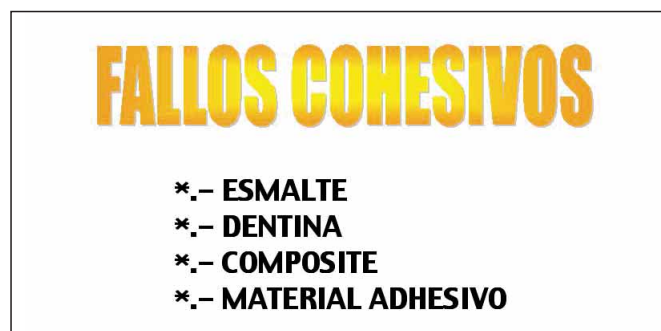 FALLOS COHESIVOS
*.– ESMALTE
*.– DENTINA
*.– COMPOSITE
*.– MATERIAL ADHESIVO